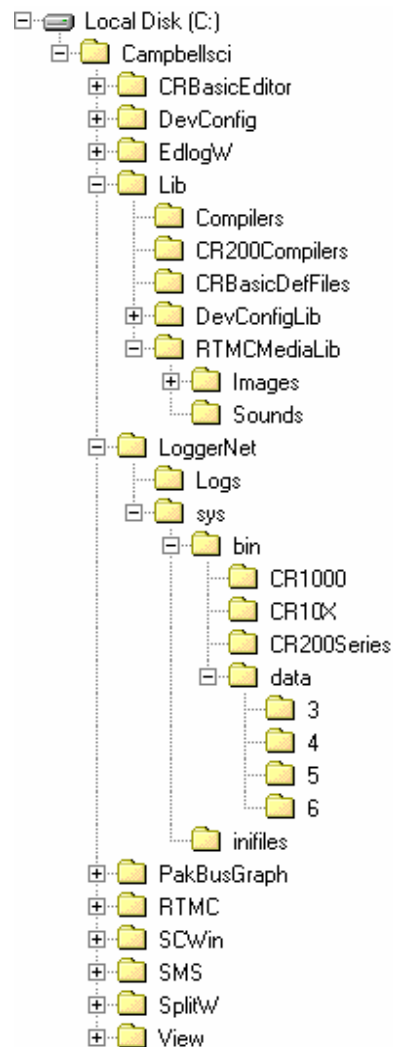 Local Disk (C:)
Campbellsci
CRBasicEditor
DevConfig
EdlogW
Lib
Compilers
CR200Compilers
CRBasicDefFiles
DevConfigLib
RTMCMediaLib
Images
Sounds
LoggerNet
Logs
sys
bin
CR1000
CR10X
CR200Series
data
3
4
5
6
inifiles
PakBusGraph
RTMC
SCWin
SMS
SplitW
View